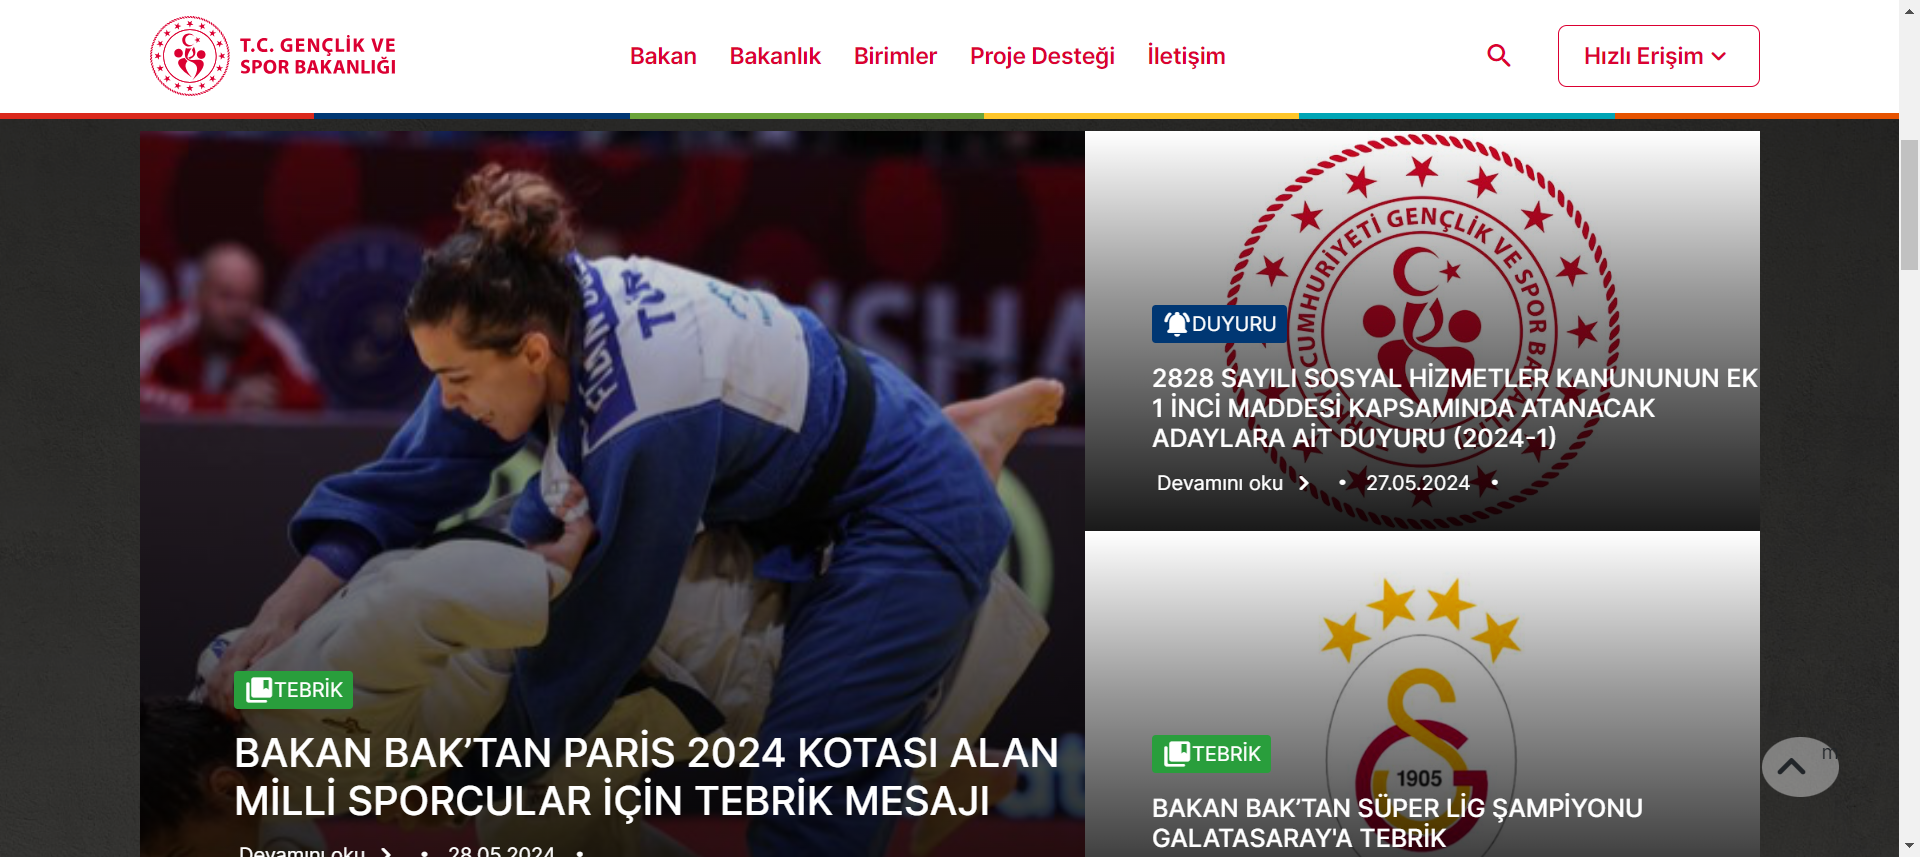 T.C. GENÇLİK VE
SPOR BAKANLIĞI
Bakan
Bakanlık
Birimler
Proje Desteği
İletişim
Hızlı Erişim
TUR
TEBRİK
BAKAN BAK’TAN PARİS 2024 KOTASI ALAN
MİLLİ SPORCULAR İÇİN TEBRİK MESAJI
Devamını oku
•
28.05.2024
•
CUMHURİYETİ GENÇLİK VE SPOR
DUYURU
2828 SAYILI SOSYAL HİZMETLER KANUNUNUN EK
1 İNCİ MADDESİ KAPSAMINDA ATANACAK
ADAYLARA AİT DUYURU (2024-1)
Devamını oku
•
27.05.2024
•
1905
TEBRİK
BAKAN BAK’TAN SÜPER LİG ŞAMPİYONU
GALATASARAY'A TEBRİK